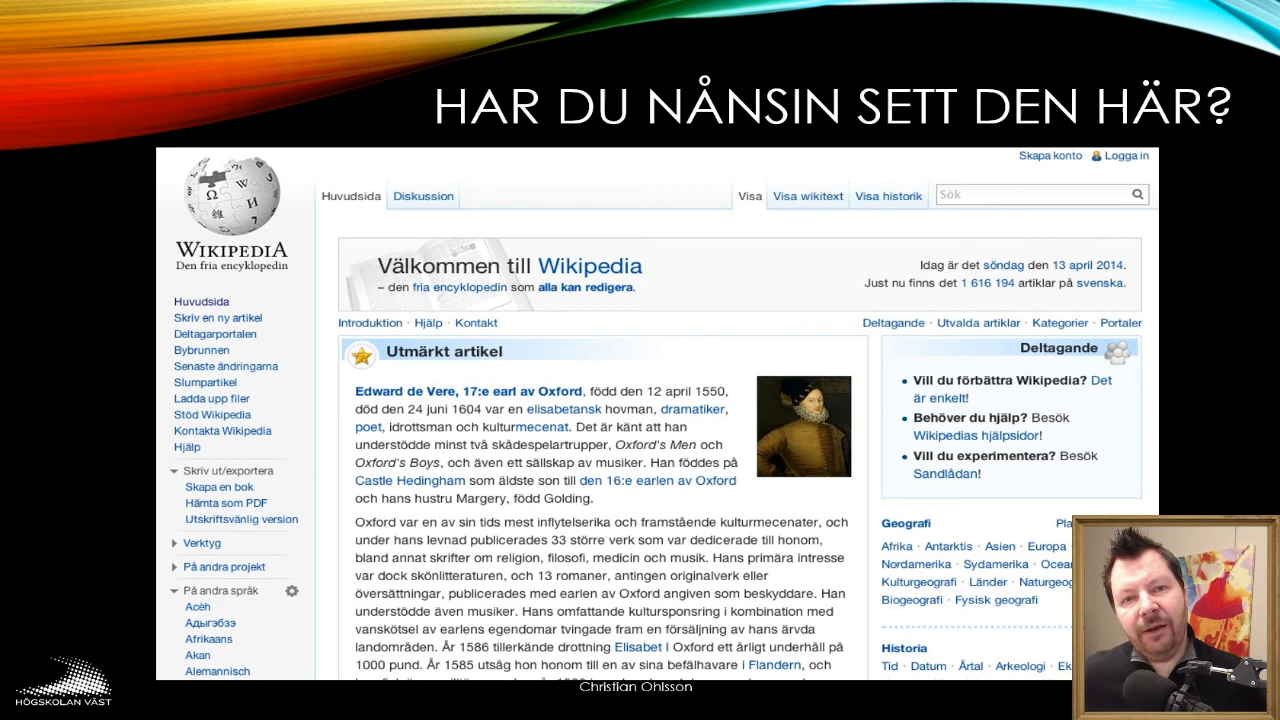 HAR DU NÅNSIN SETT DEN HÄR?
Skapa konto Logga in
Huvudsida Diskussion Visa Visa wikitext Visa historik Sök
WIKIPEDIA
Den fria encyklopedin
Huvudsida
Skriv en ny artikel
Deltagarportalen
Bybrunnen
Senaste ändringarna
Slumpartikel
Ladda upp filer
Stöd Wikipedia
Kontakta Wikipedia
Hjälp
Skriv ut/exportera
Skapa en bok
Hämta som PDF
Utskriftsvänlig version
Verktyg
På andra projekt
På andra språk
Acèh
Адыгэбзэ
Afrikaans
Akan
Alemannisch
Välkommen till Wikipedia
– den fria encyklopedin som alla kan redigera.
Idag är det söndag den 13 april 2014.
Just nu finns det 1 616 194 artiklar på svenska.
Introduktion · Hjälp · Kontakt
Deltagande · Utvalda artiklar · Kategorier · Portaler
Utmärkt artikel
Edward de Vere, 17:e earl av Oxford, född den 12 april 1550,
död den 24 juni 1604 var en elisabetansk hovman, dramatiker,
poet, idrottsman och kulturmecenat. Det är känt att han
understödde minst två skådespelartrupper, Oxford's Men och
Oxford's Boys, och även ett sällskap av musiker. Han föddes på
Castle Hedingham som äldste son till den 16:e earlen av Oxford
och hans hustru Margery, född Golding.
Oxford var en av sin tids mest inflytelserika och framstående kulturmecenater, och
under hans levnad publicerades 33 större verk som var dedicerade till honom,
bland annat skrifter om religion, filosofi, medicin och musik. Hans primära intresse
var dock skönlitteraturen, och 13 romaner, antingen originalverk eller
översättningar, publicerades med earlen av Oxford angiven som beskyddare. Han
understödde även musiker. Hans omfattande kultursponsring i kombination med
vanskötsel av earlens egendomar tvingade fram en försäljning av hans ärvda
landområden. År 1586 tillerkände drottning Elisabet I Oxford ett årligt underhåll på
1000 pund. År 1585 utsåg hon honom till en av sina befälhavare i Flandern, och
Deltagande
• Vill du förbättra Wikipedia? Det
är enkelt!
• Behöver du hjälp? Besök
Wikipedias hjälpsidor!
• Vill du experimentera? Besök
Sandlådan!
Geografi
Afrika · Antarktis · Asien · Europa ·
Nordamerika · Sydamerika ·
Kulturgeografi · Länder ·
Biogeografi · Fysisk geografi
Historia
Tid · Datum · Årtal · Arkeologi ·
Christian Ohlsson
HÖGSKOLAN VÄST